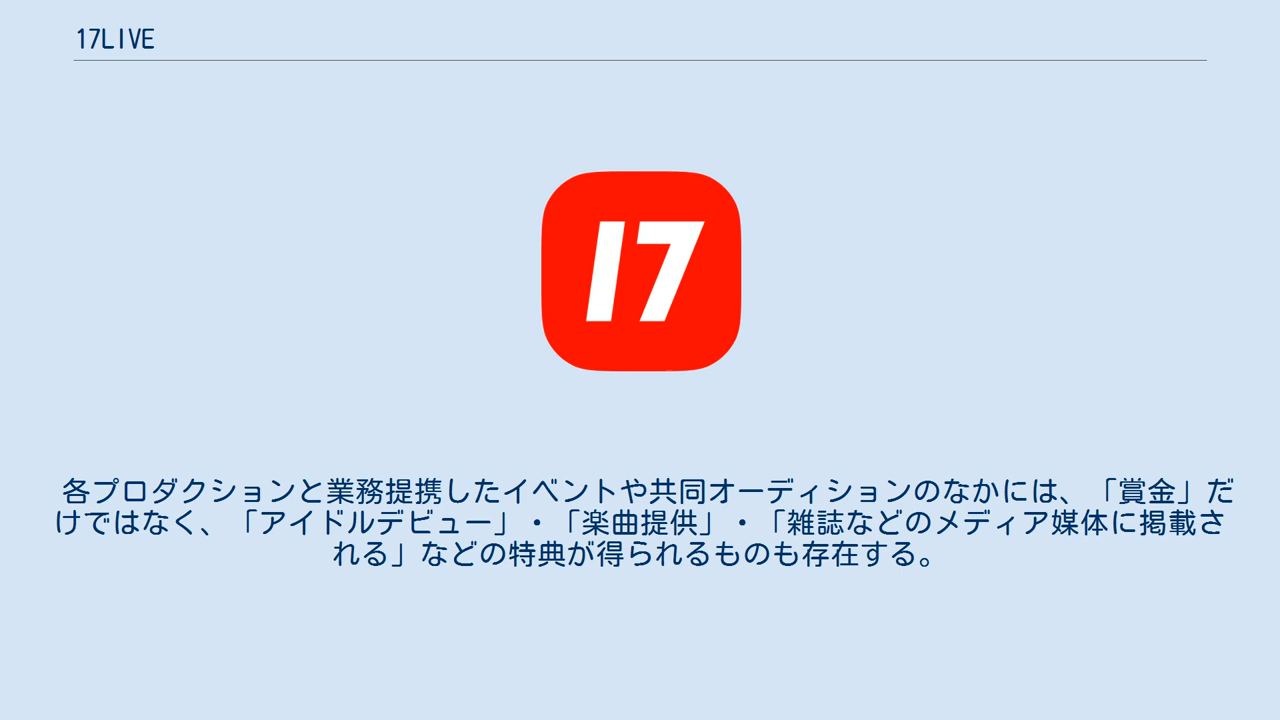 17LIVE
17
各プロダクションと業務提携したイベントや共同オーディションのなかには、「賞金」だ
けではなく、「アイドルデビュー」・「楽曲提供」・「雑誌などのメディア媒体に掲載さ
れる」などの特典が得られるものも存在する。